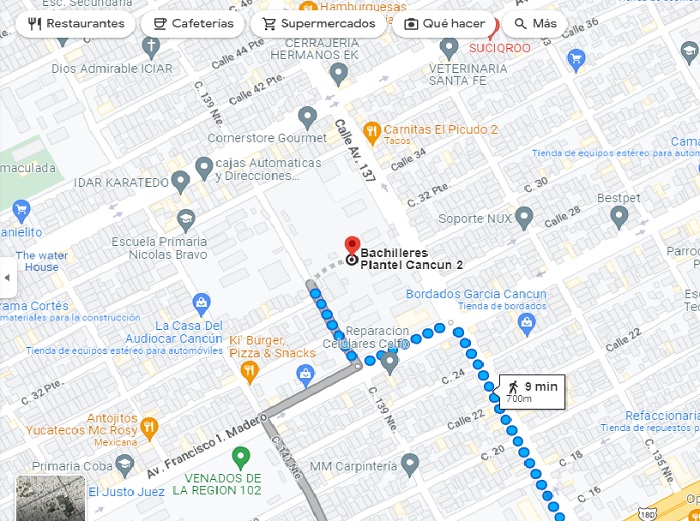 Esc. Secundaria
Restaurantes
Cafeterías
Supermercados
Qué hacer
Más
Hamburguesas
Calle 44 Pte.
Calle 36
CERRAJERIA
HERMANOS EK
SUCIQROO
Dios Admirable ICIAR
Calle 42 Pte.
VETERINARIA
SANTA FE
C. 139 Nte.
Cornerstore Gourmet
Calle Av. 137
Carnitas El Picudo 2
Tacos
Calle 34
Cama
Tienda de equipos estéreo para autom
maculada
cajas Automaticas
y Direcciones...
IDAR KARATEDO
C. 32 Pte.
C. 30
Bestpet
Soporte NUX
Calle 28
anielito
Escuela Primaria
Nicolas Bravo
The water
House
Bachilleres
Plantel Cancun 2
Parroq
rama Cortés
materiales para la construcción
La Casa Del
Audiocar Cancún
Tienda de equipos estéreo para automóviles
Bordados Garcia Cancun
Tienda de bordados
Calle 22
Ki' Burger,
Pizza & Snacks
Reparacion
Celulares Celfix
C. 32 Pte.
C. 24
9 min
700m
C. 139 Nte.
Calle 22
Antojitos
Yucatecos Mc Rosy
Mexicana
Av. Francisco I. Madero
Refaccionaria
Tienda de repuestos p
C. 20
C. 18
C. 135 Nte.
Primaria Coba
El Justo Juez
VENADOS DE
LA REGION 102
C. 141 Nte.
MM Carpintería
C. 16
180D
Op